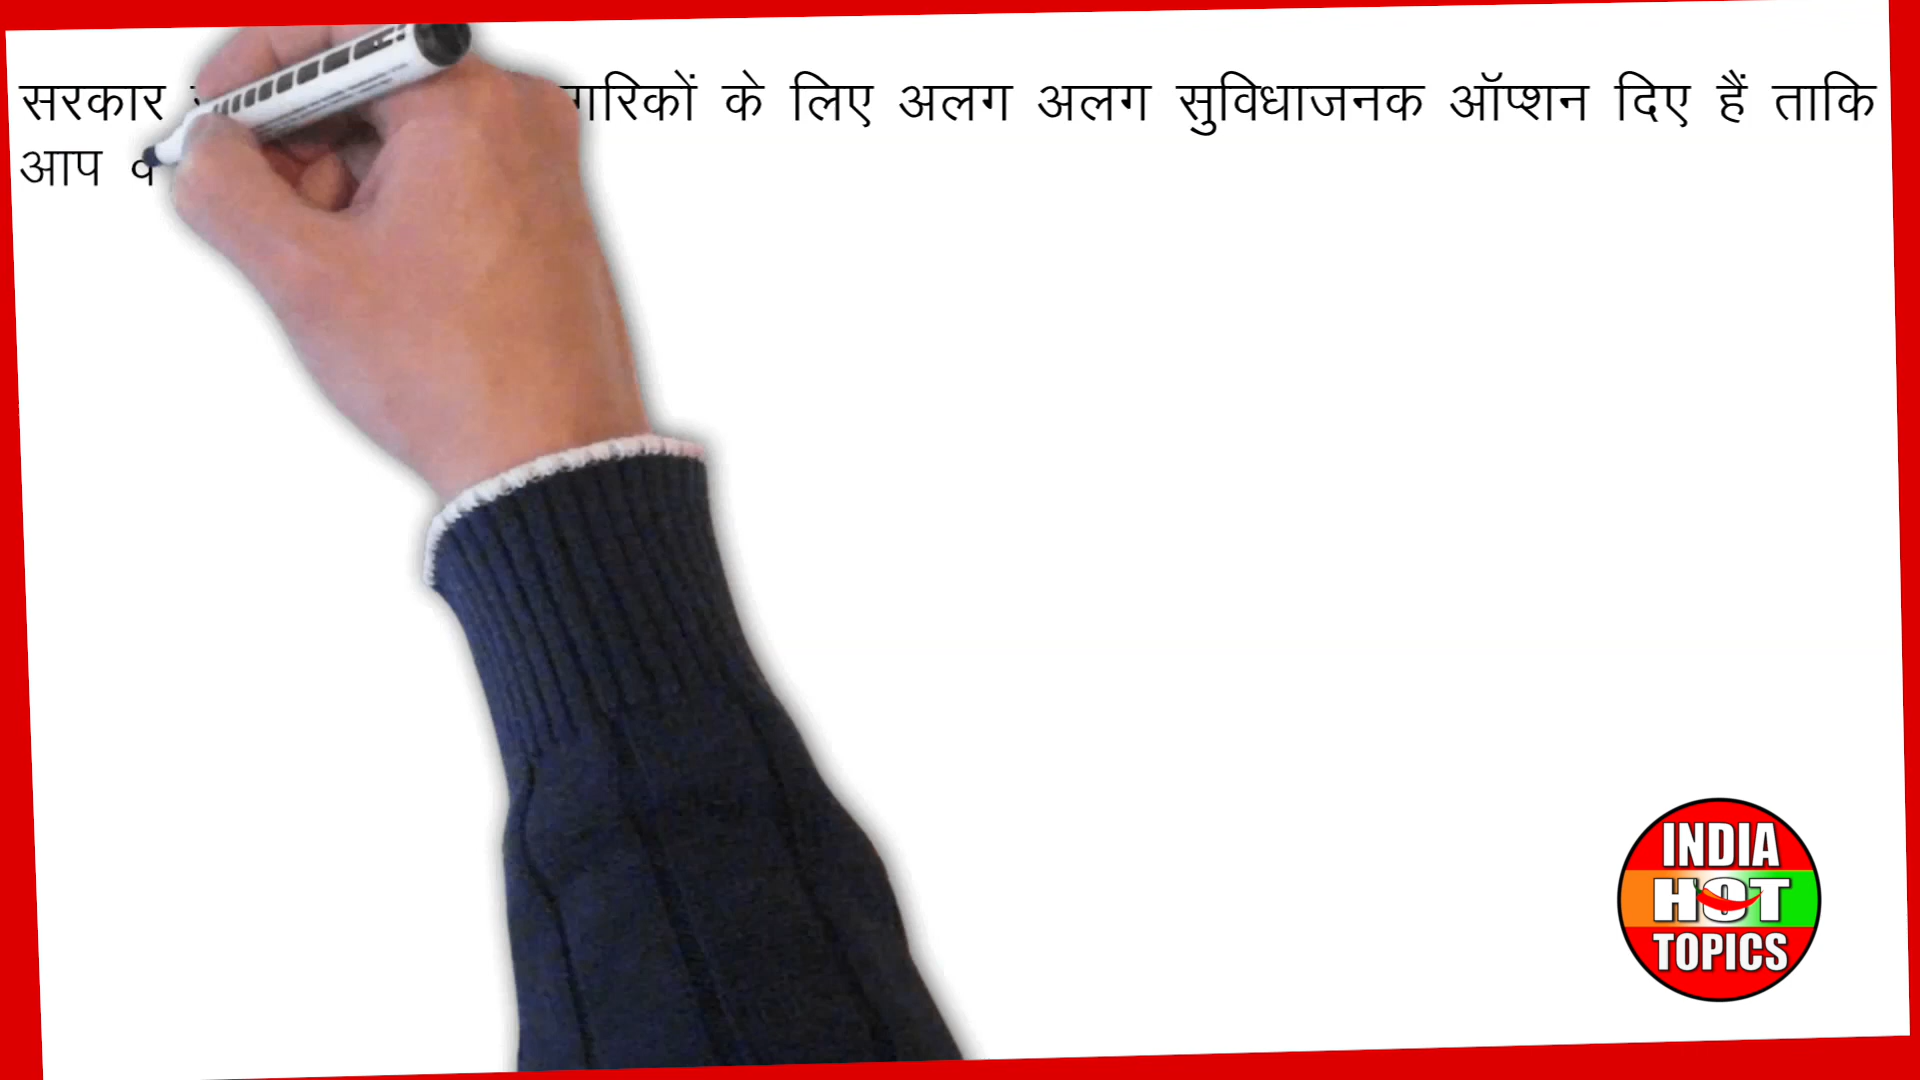 सरकार
के लिए अलग अलग सुविधाजनक ऑप्शन दिए हैं ताकि
आप
INDIA
HOT
TOPICS